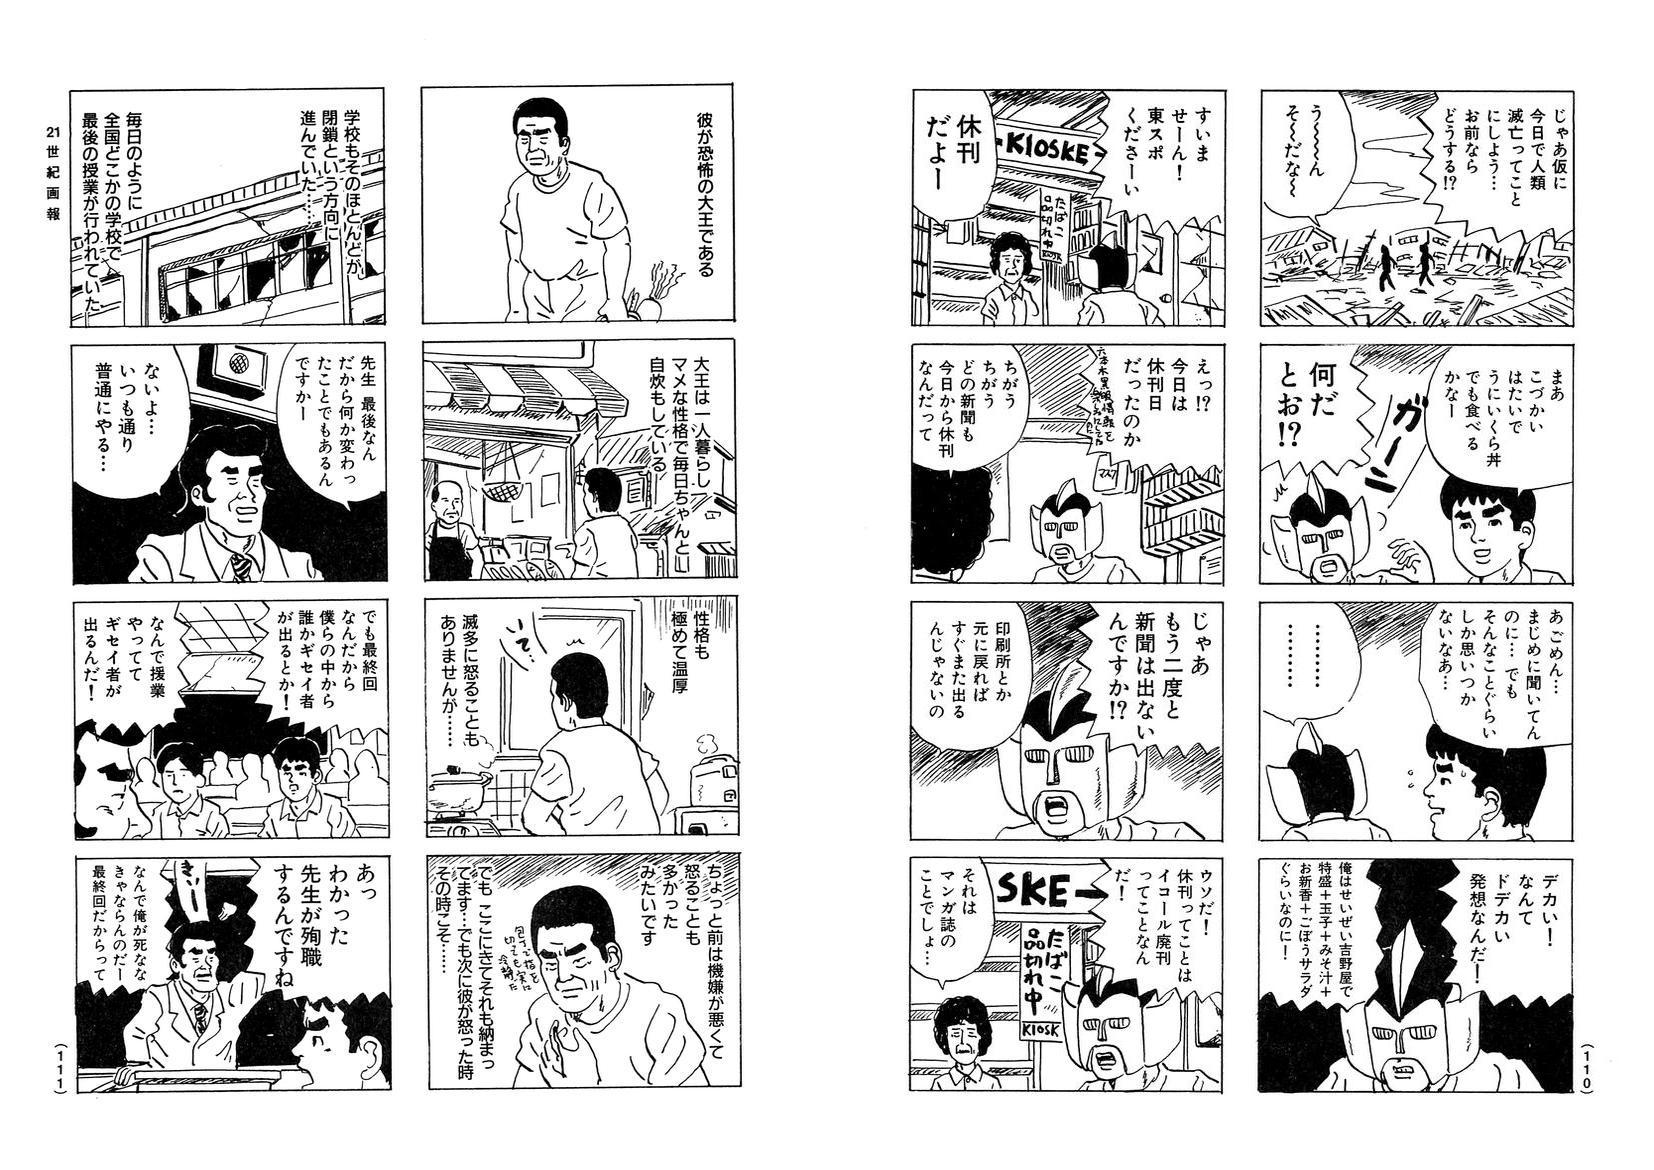 じゃあ仮に
今日で人類
滅亡ってこと
にしよう…
お前なら
どうする!?
う〜〜〜ん
そ〜だな〜
まあ
こづかい
はたいて
うにいくら丼
でも食べる
かなー
ガーン
何だ
とお!?
あごめん…
まじめに聞いてん
のに…でも
そんなことぐらい
しか思いつか
ないなあ…
…………
…………
デカい!
なんて
ドデカい
発想なんだ!
俺はせいぜい吉野屋で
特盛+玉子+みそ汁+
お新香+ごぼうサラダ
ぐらいなのに!
すいま
せーん!
東スポ
くださーい
KIOSKE
たばこ
品切れ中
KIOSK
休刊
だよー
えっ!?
今日は
休刊日
だったのか
マスク
ちがう
ちがう
どの新聞も
今日から休刊
なんだって
じゃあ
もう二度と
新聞は出ない
んですか!?
印刷所とか
元に戻れば
すぐまた出る
んじゃないの
ウソだ!
休刊ってことは
イコール廃刊
ってことなん
だ!
SKE
たばこ
品切れ中
KIOSK
それは
マンガ誌の
ことでしょ…
(110)
彼が恐怖の大王である
大王は一人暮らし
マメな性格で毎日ちゃんと
自炊もしている
性格も
極めて温厚
いて…
滅多に怒ることも
ありませんが……
ちょっと前は機嫌が悪くて
怒ることも
多かった
みたいです
包丁で指を
切っても実に
冷静だ
でも ここにきてそれも納まっ
てます…でも次に彼が怒った時
その時こそ……
学校もそのほとんどが
閉鎖という方向に
進んでいた……
毎日のように
全国どこかの学校で
最後の授業が行われていた
先生 最後なん
だから何か変わっ
たことでもあるん
ですかー
ないよ…
いつも通り
普通にやる…
でも最終回
なんだから
僕らの中から
誰かギセイ者
が出るとか!
なんで授業
やってて
ギセイ者が
出るんだ!
あっ
わかった
先生が殉職
するんですね
きぃー!!
なんで俺が死なな
きゃならんのだー
最終回だからって
21世紀画報
(111)